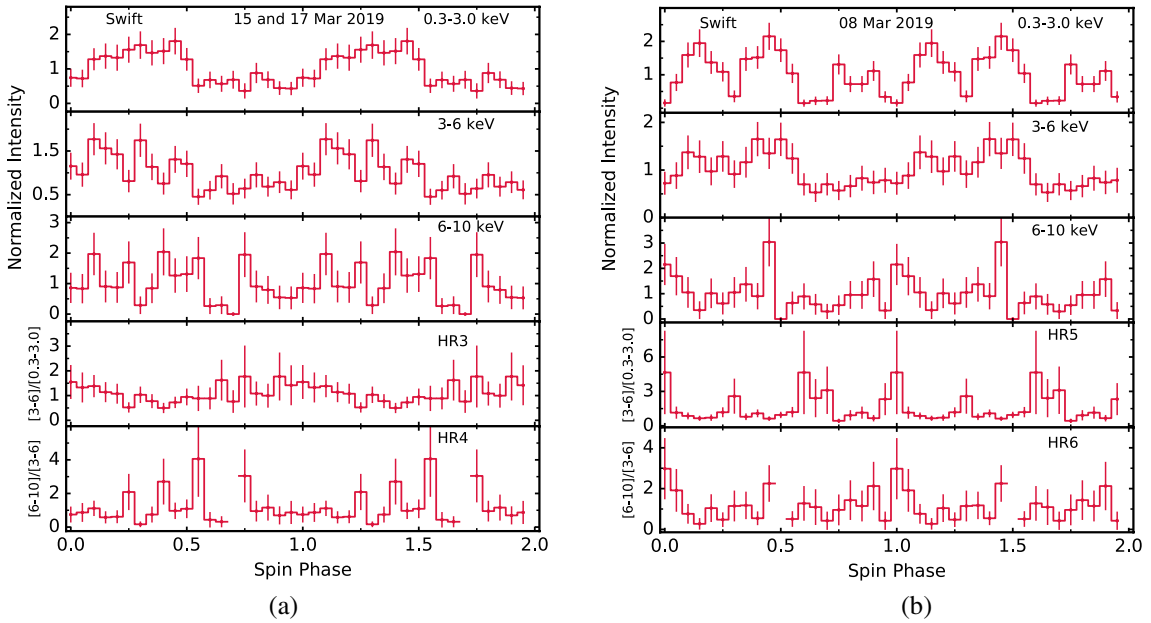 Swift 15 and 17 Mar 2019 0.3-3.0 keV
2
1
0
3-6 keV
1.5
0.5
Normalized Intensity
6-10 keV
3
2
1
0
HR3
3
2
1
0
[3-6]/[0.3-3.0]
HR4
4
2
0
[6-10]/[3-6]
0.0 0.5 1.0 1.5 2.0
Spin Phase
(a)
Swift 08 Mar 2019 0.3-3.0 keV
2
1
0
3-6 keV
2
1
0
Normalized Intensity
6-10 keV
3
2
1
0
HR5
6
3
0
[3-6]/[0.3-3.0]
HR6
4
2
0
[6-10]/[3-6]
0.0 0.5 1.0 1.5 2.0
Spin Phase
(b)